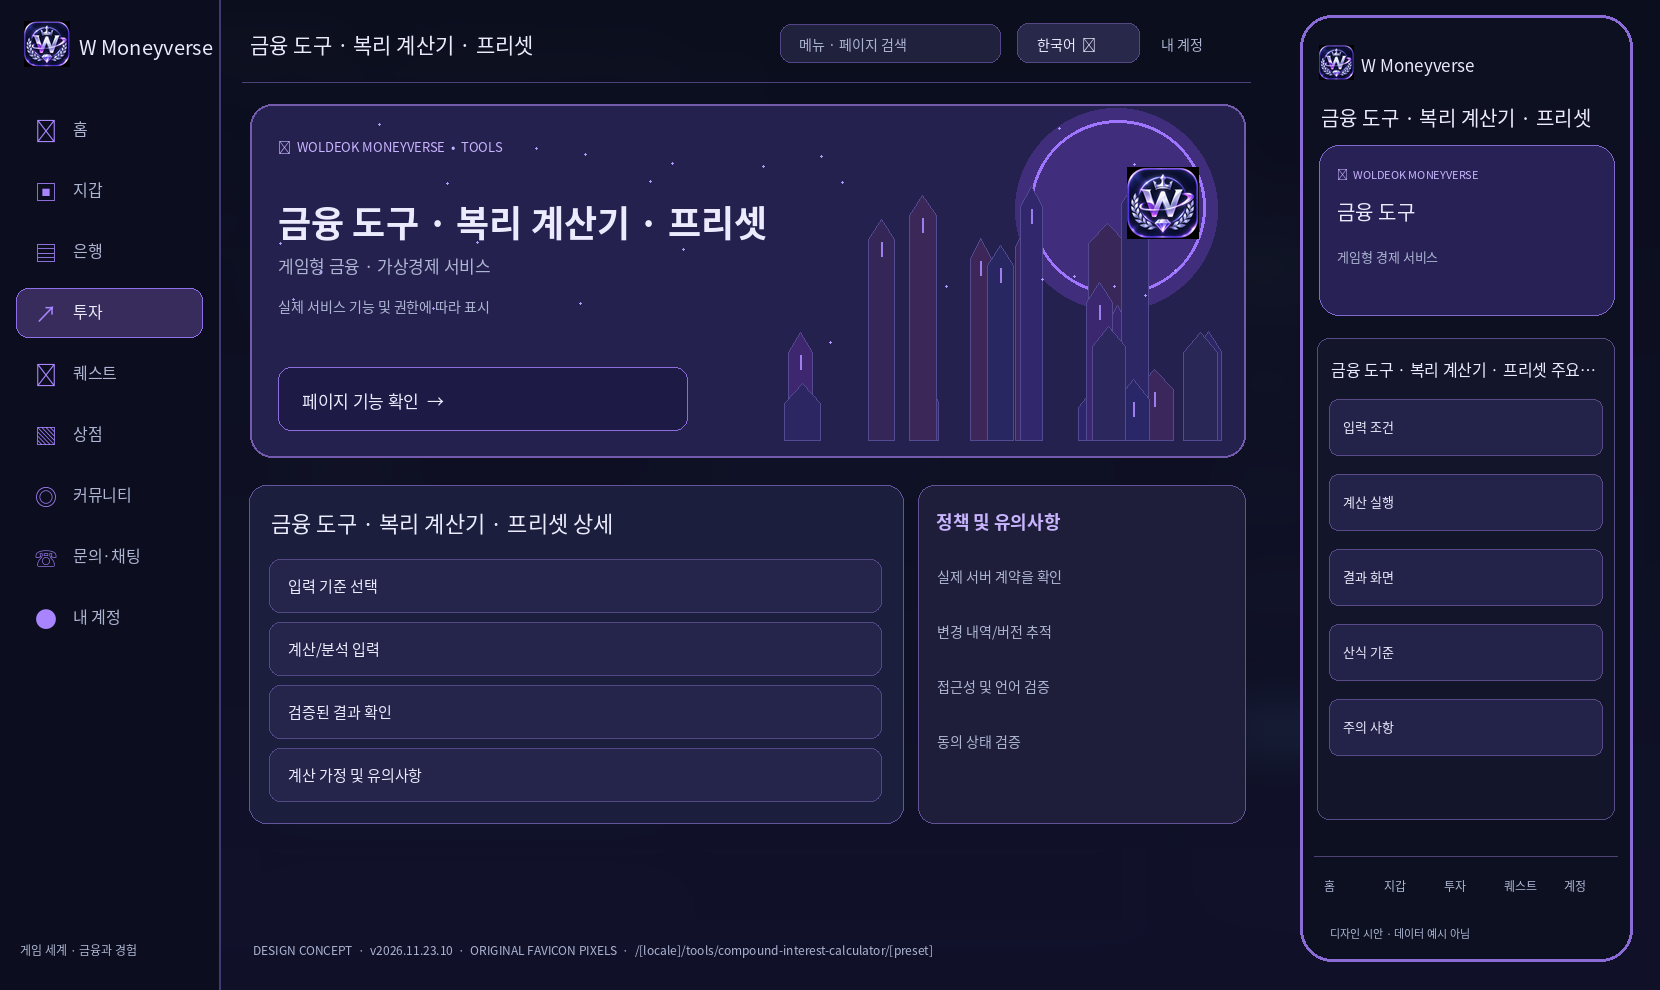 W Moneyverse
홈
지갑
은행
투자
퀘스트
상점
커뮤니티
문의·채팅
내 계정
게임 세계 · 금융과 경험
금융 도구 · 복리 계산기 · 프리셋
메뉴 · 페이지 검색
한국어
내 계정
WOLDEOK MONEYVERSE • TOOLS
금융 도구 · 복리 계산기 · 프리셋
게임형 금융 · 가상경제 서비스
실제 서비스 기능 및 권한에 따라 표시
페이지 기능 확인 →
W
금융 도구 · 복리 계산기 · 프리셋 상세
입력 기준 선택
계산/분석 입력
검증된 결과 확인
계산 가정 및 유의사항
정책 및 유의사항
실제 서버 계약을 확인
변경 내역/버전 추적
접근성 및 언어 검증
동의 상태 검증
DESIGN CONCEPT · v2026.11.23.10 · ORIGINAL FAVICON PIXELS · /[locale]/tools/compound-interest-calculator/[preset]
W Moneyverse
금융 도구 · 복리 계산기 · 프리셋
WOLDEOK MONEYVERSE
금융 도구
게임형 경제 서비스
금융 도구 · 복리 계산기 · 프리셋 주요…
입력 조건
계산 실행
결과 화면
산식 기준
주의 사항
홈 지갑 투자 퀘스트 계정
디자인 시안 · 데이터 예시 아님